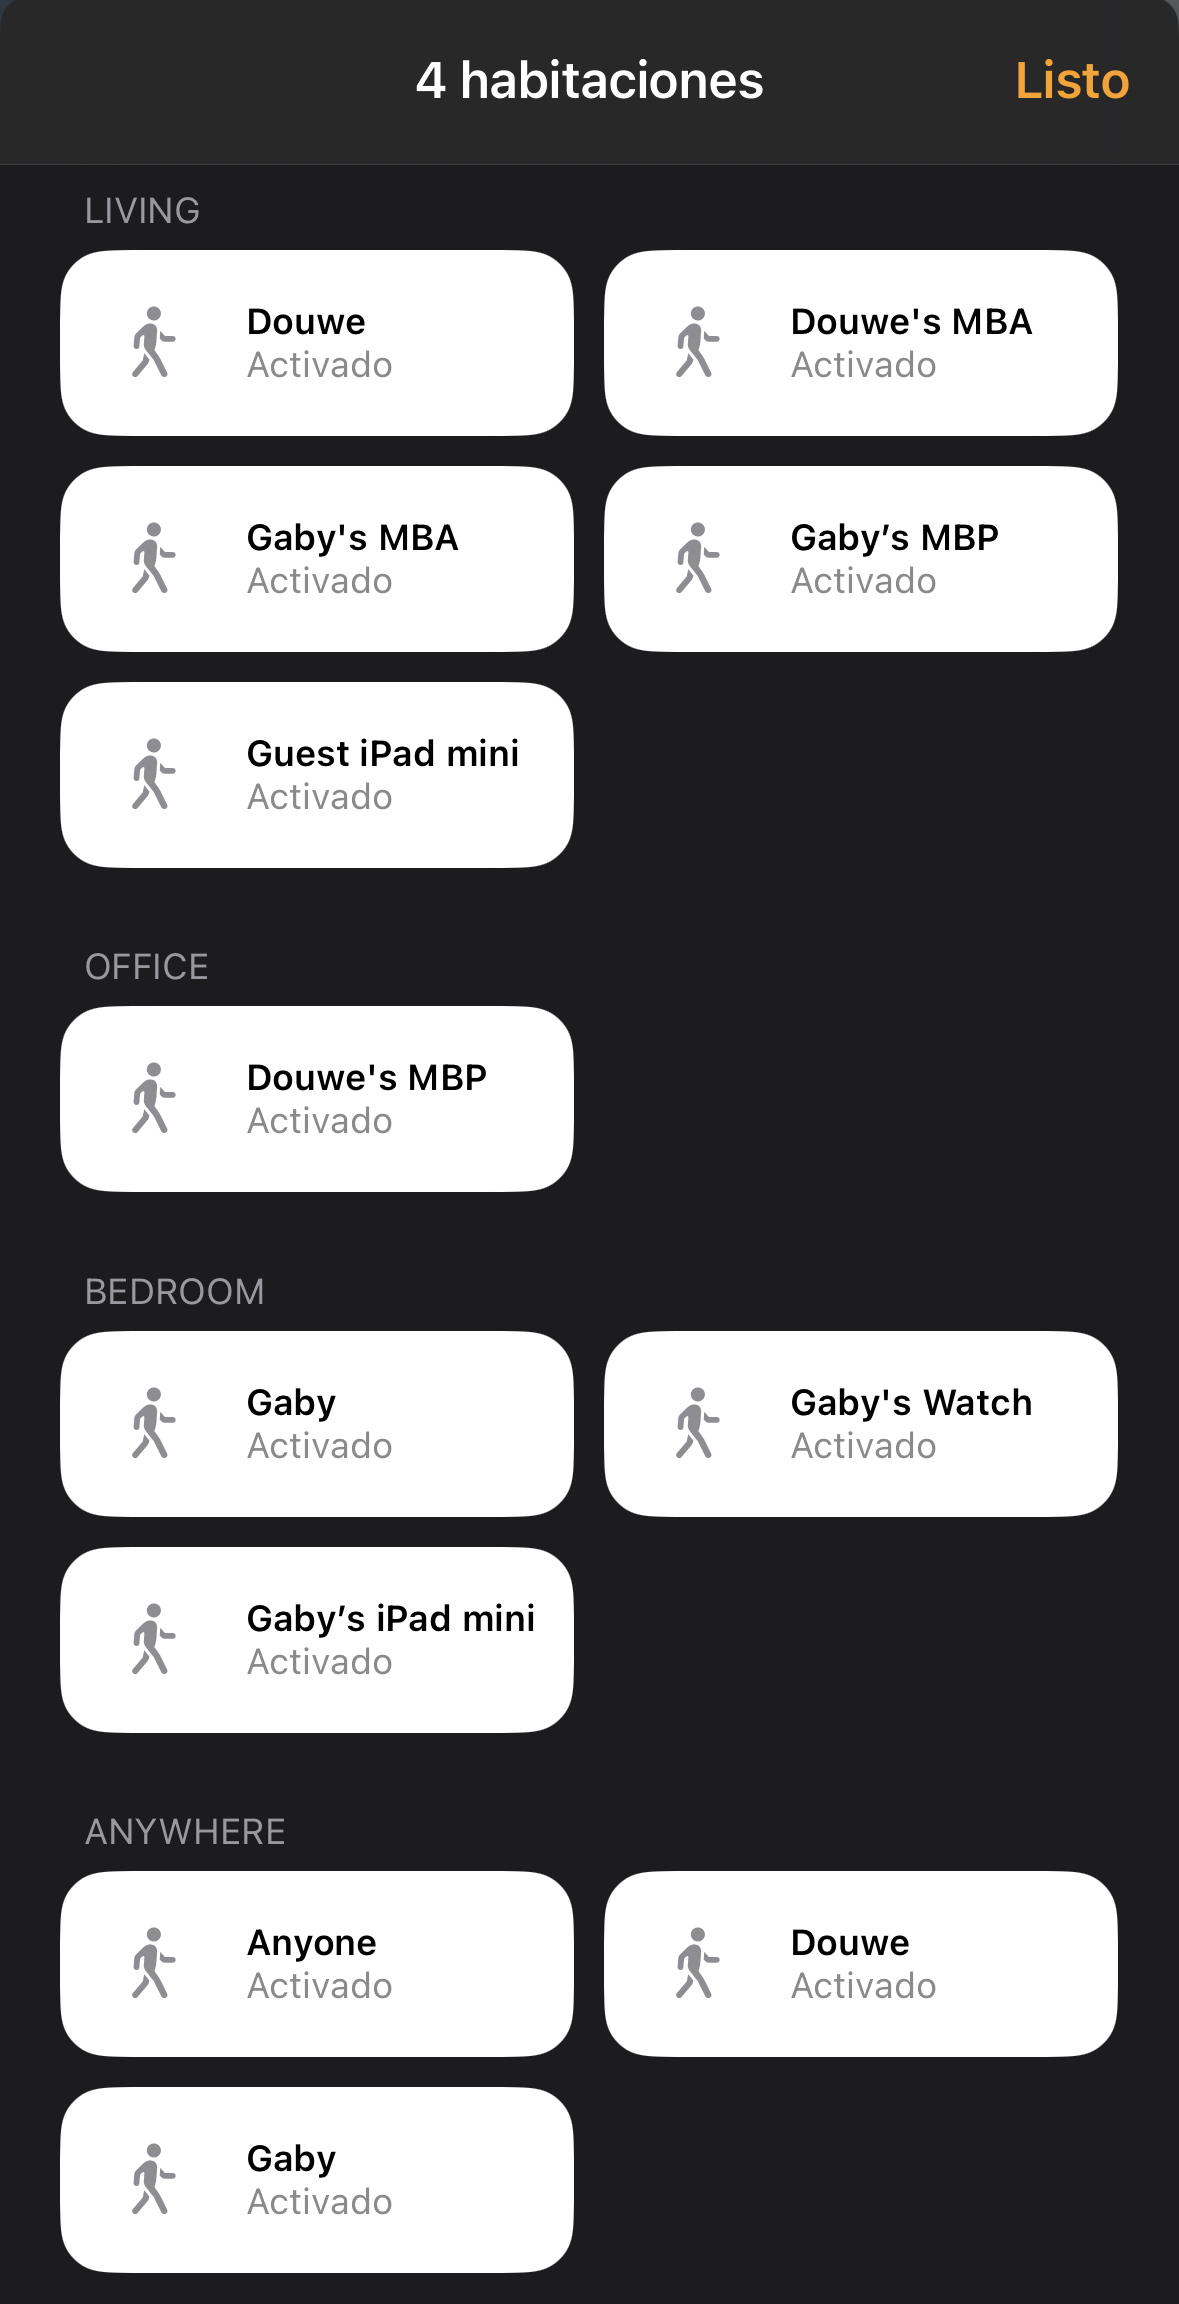 4 habitaciones
Listo
LIVING
Douwe
Activado
Douwe's MBA
Activado
Gaby's MBA
Activado
Gaby’s MBP
Activado
Guest iPad mini
Activado
OFFICE
Douwe's MBP
Activado
BEDROOM
Gaby
Activado
Gaby's Watch
Activado
Gaby’s iPad mini
Activado
ANYWHERE
Anyone
Activado
Douwe
Activado
Gaby
Activado